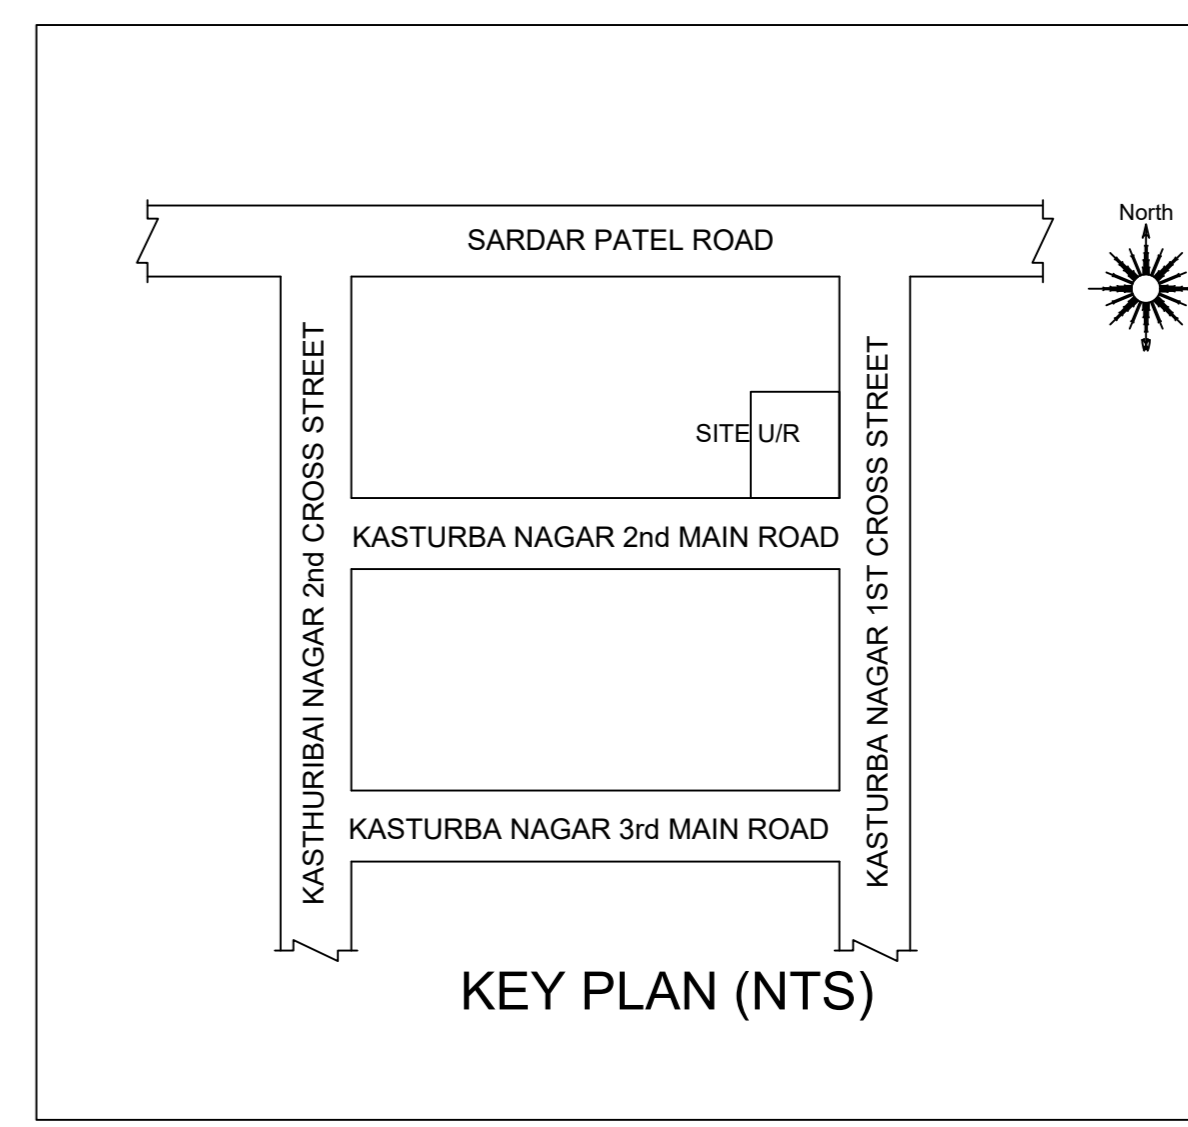 SARDAR PATEL ROAD
North
KASTHURIBAI NAGAR 2nd CROSS STREET
KASTURBA NAGAR 1ST CROSS STREET
SITE U/R
KASTURBA NAGAR 2nd MAIN ROAD
KASTURBA NAGAR 3rd MAIN ROAD
KEY PLAN (NTS)